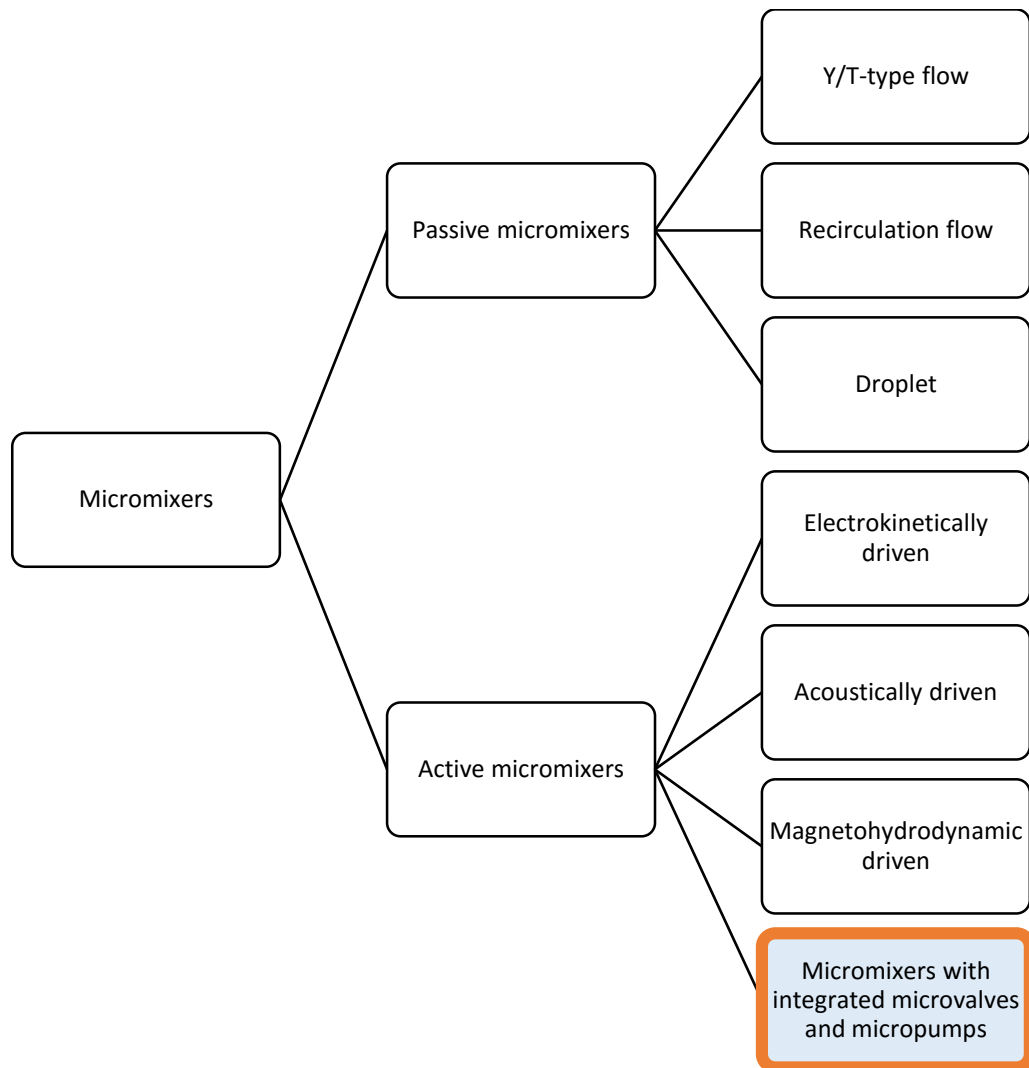 Y/T-type flow
Passive micromixers
Recirculation flow
Droplet
Micromixers
Electrokinetically
driven
Acoustically driven
Active micromixers
Magnetohydrodynamic
driven
Micromixers with
integrated microvalves
and micropumps